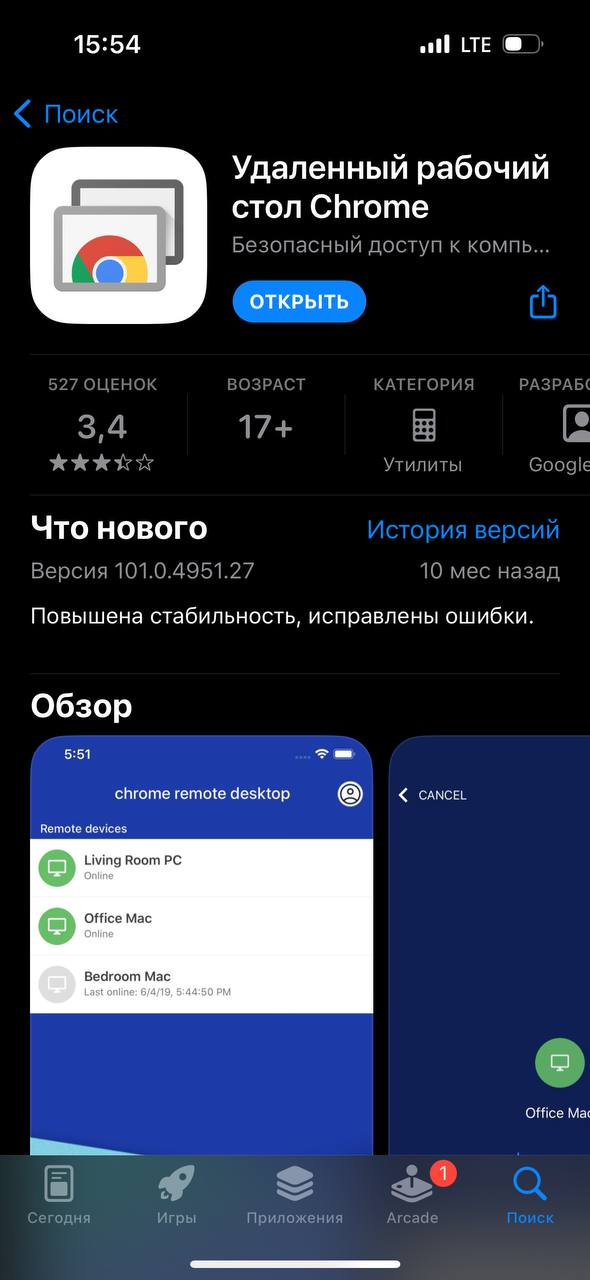 15:54
LTE
Поиск
Удаленный рабочий
стол Chrome
Безопасный доступ к компь...
ОТКРЫТЬ
527 ОЦЕНОК
ВОЗРАСТ
КАТЕГОРИЯ
РАЗРАБО
3,4
17+
Утилиты
Google
Что нового
История версий
Версия 101.0.4951.27
10 мес назад
Повышена стабильность, исправлены ошибки.
Обзор
5:51
chrome remote desktop
Remote devices
Living Room PC
Online
Office Mac
Online
Bedroom Mac
Last online: 6/4/19, 5:44:50 PM
CANCEL
Office Mac
1
Сегодня
Игры
Приложения
Arcade
Поиск